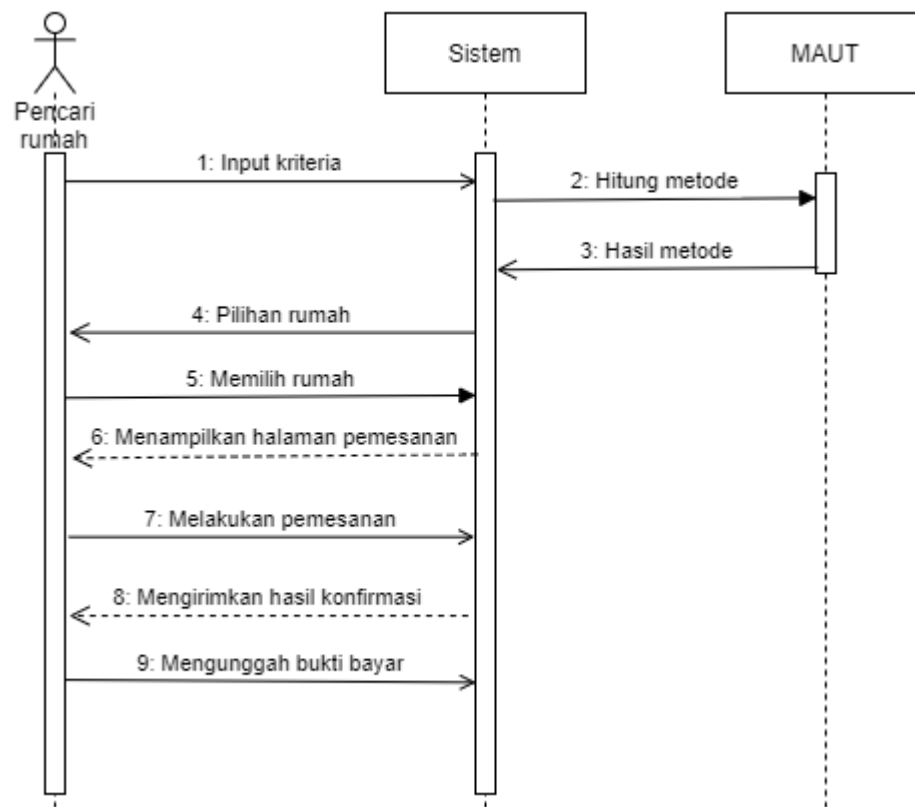 Sistem
MAUT
Pencari
rumah
1: Input kriteria
2: Hitung metode
3: Hasil metode
4: Pilihan rumah
5: Memilih rumah
6: Menampilkan halaman pemesanan
7: Melakukan pemesanan
8: Mengirimkan hasil konfirmasi
9: Mengunggah bukti bayar